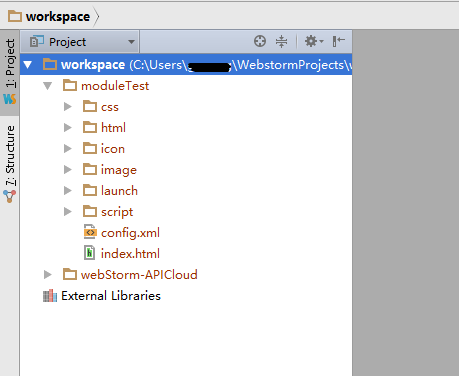 workspace
1: Project
7: Structure
Project
workspace (C:\Users\ \WebstormProjects\w
moduleTest
css
html
icon
image
launch
script
config.xml
index.html
webStorm-APICloud
External Libraries